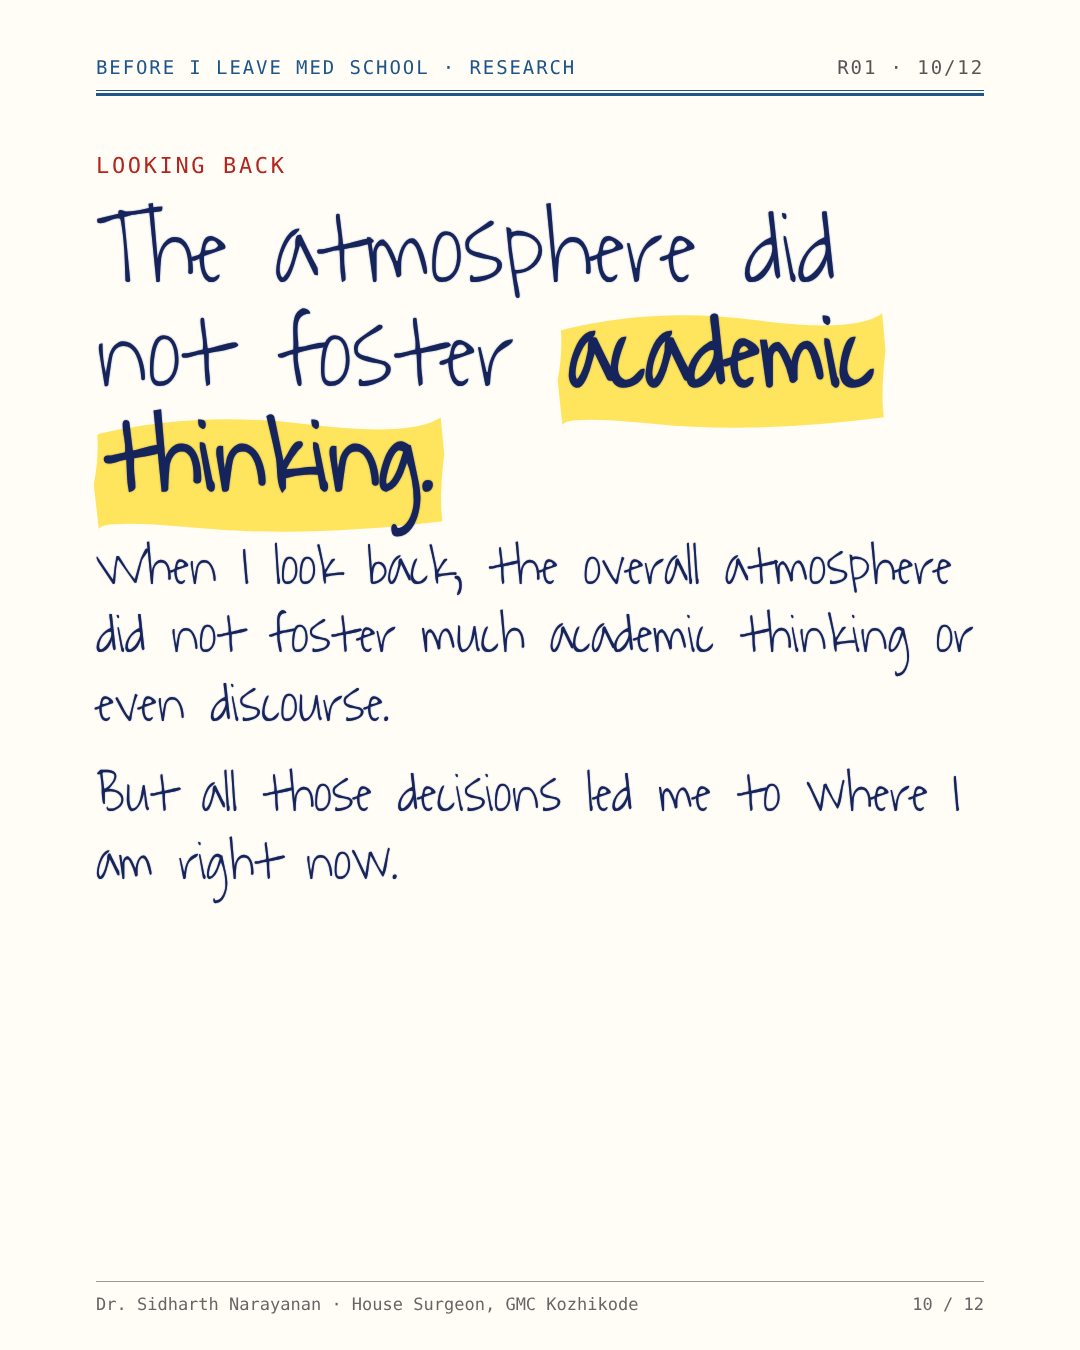 BEFORE I LEAVE MED SCHOOL · RESEARCH
R01 · 10/12
LOOKING BACK
The atmosphere did
not foster academic
thinking.
When I look back, the overall atmosphere
did not foster much academic thinking or
even discourse.
But all those decisions led me to where I
am right now.
Dr. Sidharth Narayanan · House Surgeon, GMC Kozhikode
10 / 12